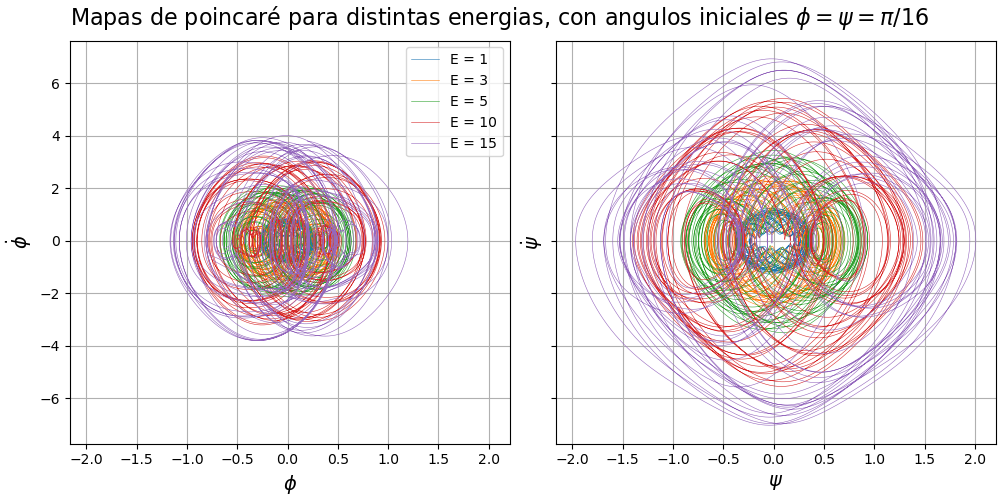 Mapas de poincaré para distintas energias, con angulos iniciales ϕ = ψ = π/16
E = 1
E = 3
E = 5
E = 10
E = 15
6
4
2
0
−2
−4
−6
ϕ̇
−2.0 −1.5 −1.0 −0.5 0.0 0.5 1.0 1.5 2.0
ϕ
ψ̇
−2.0 −1.5 −1.0 −0.5 0.0 0.5 1.0 1.5 2.0
ψ